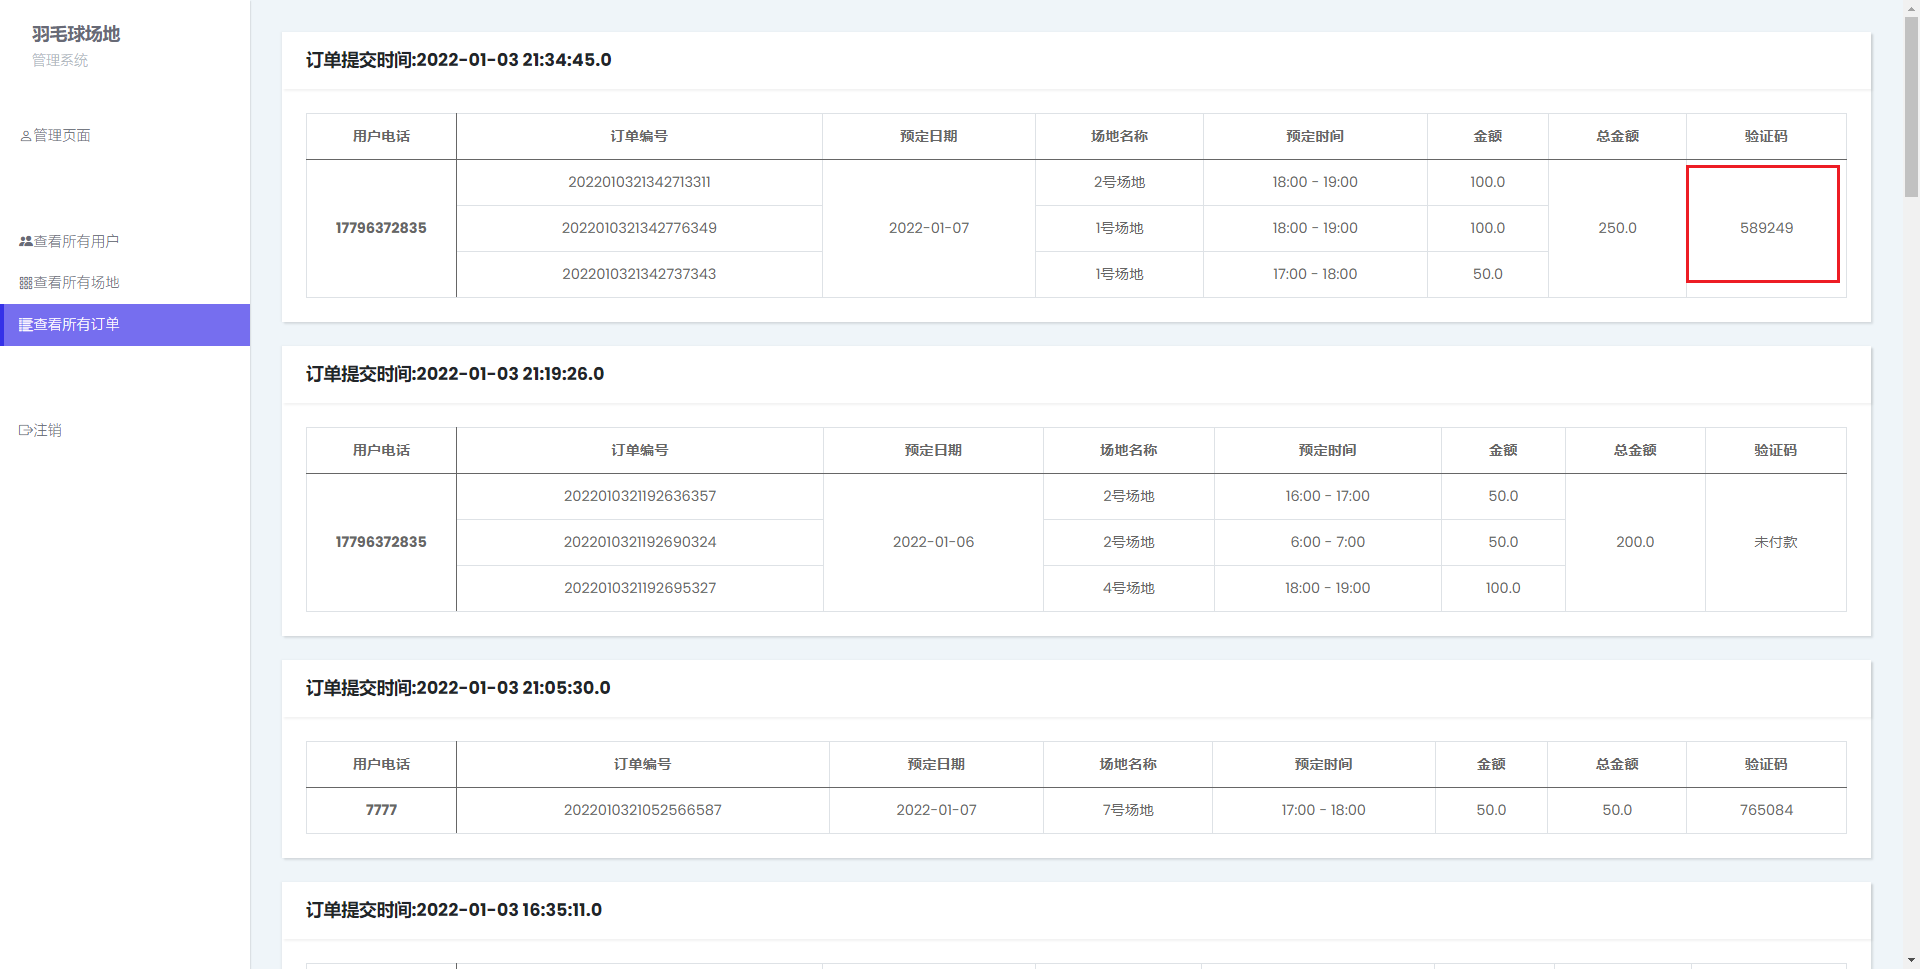 羽毛球场地
管理系统
管理页面
查看所有用户
查看所有场地
查看所有订单
注销
订单提交时间:2022-01-03 21:34:45.0
用户电话 订单编号 预定日期 场地名称 预定时间 金额 总金额 验证码
2022010321342713311 2号场地 18:00 - 19:00 100.0
17796372835 2022010321342776349 2022-01-07 1号场地 18:00 - 19:00 100.0 250.0 589249
2022010321342737343 1号场地 17:00 - 18:00 50.0
订单提交时间:2022-01-03 21:19:26.0
用户电话 订单编号 预定日期 场地名称 预定时间 金额 总金额 验证码
2022010321192636357 2号场地 16:00 - 17:00 50.0
17796372835 2022010321192690324 2022-01-06 2号场地 6:00 - 7:00 50.0 200.0 未付款
2022010321192695327 4号场地 18:00 - 19:00 100.0
订单提交时间:2022-01-03 21:05:30.0
用户电话 订单编号 预定日期 场地名称 预定时间 金额 总金额 验证码
7777 2022010321052566587 2022-01-07 7号场地 17:00 - 18:00 50.0 50.0 765084
订单提交时间:2022-01-03 16:35:11.0